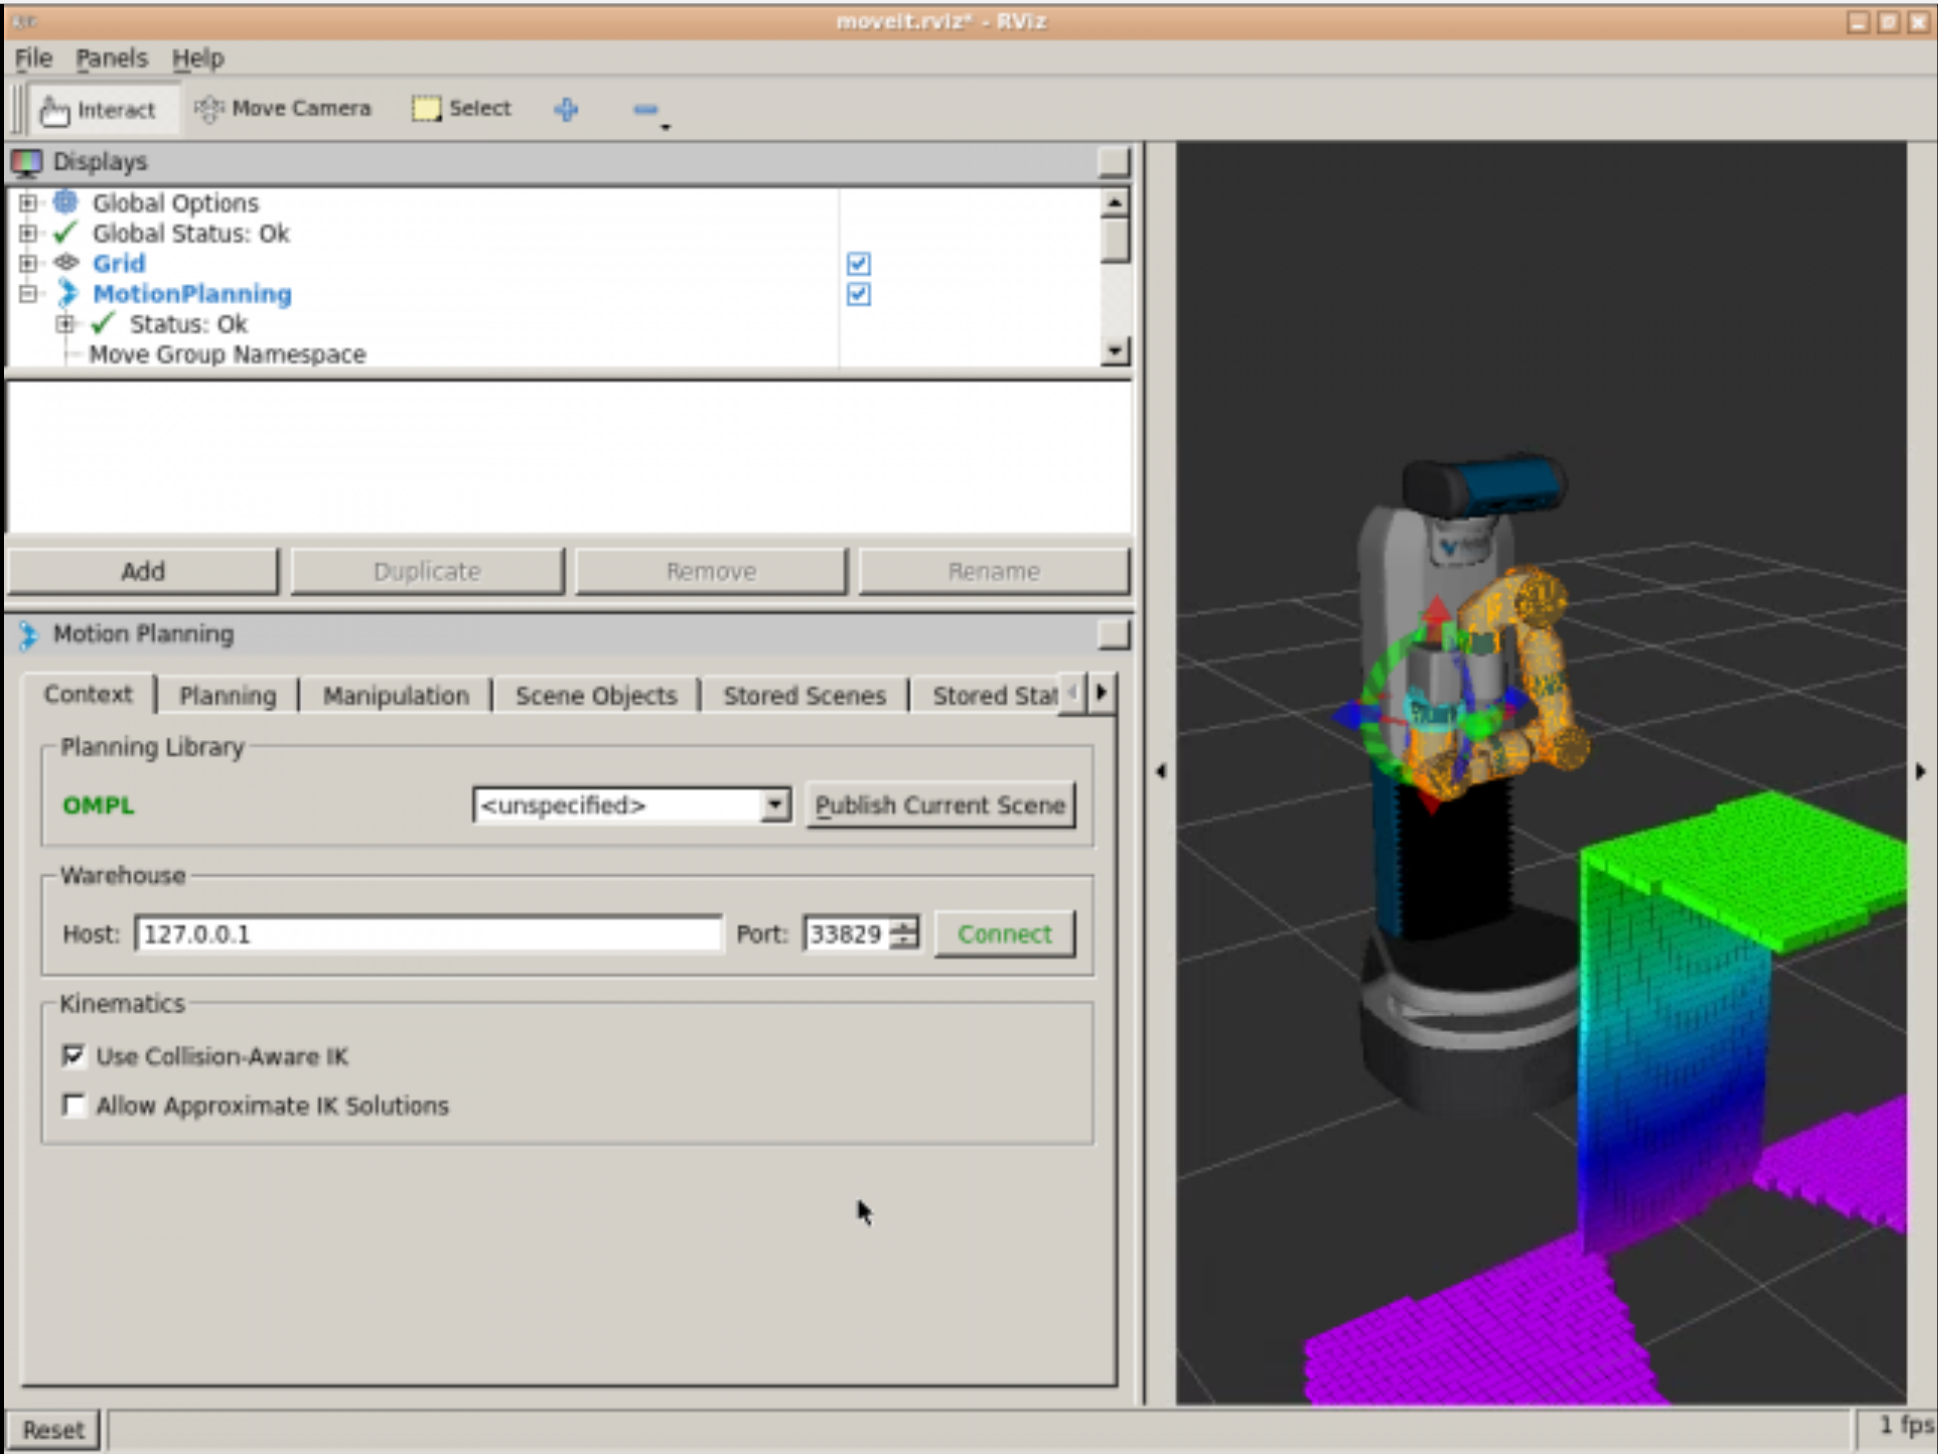 moveit.rviz* - RViz
File Panels Help
Interact Move Camera Select
Displays
Global Options
Global Status: Ok
Grid
MotionPlanning
Status: Ok
Move Group Namespace
Add Duplicate Remove Rename
Motion Planning
Context Planning Manipulation Scene Objects Stored Scenes Stored Stat
Planning Library
OMPL <unspecified> Publish Current Scene
Warehouse
Host: 127.0.0.1 Port: 33829 Connect
Kinematics
Use Collision-Aware IK
Allow Approximate IK Solutions
Reset 1 fps